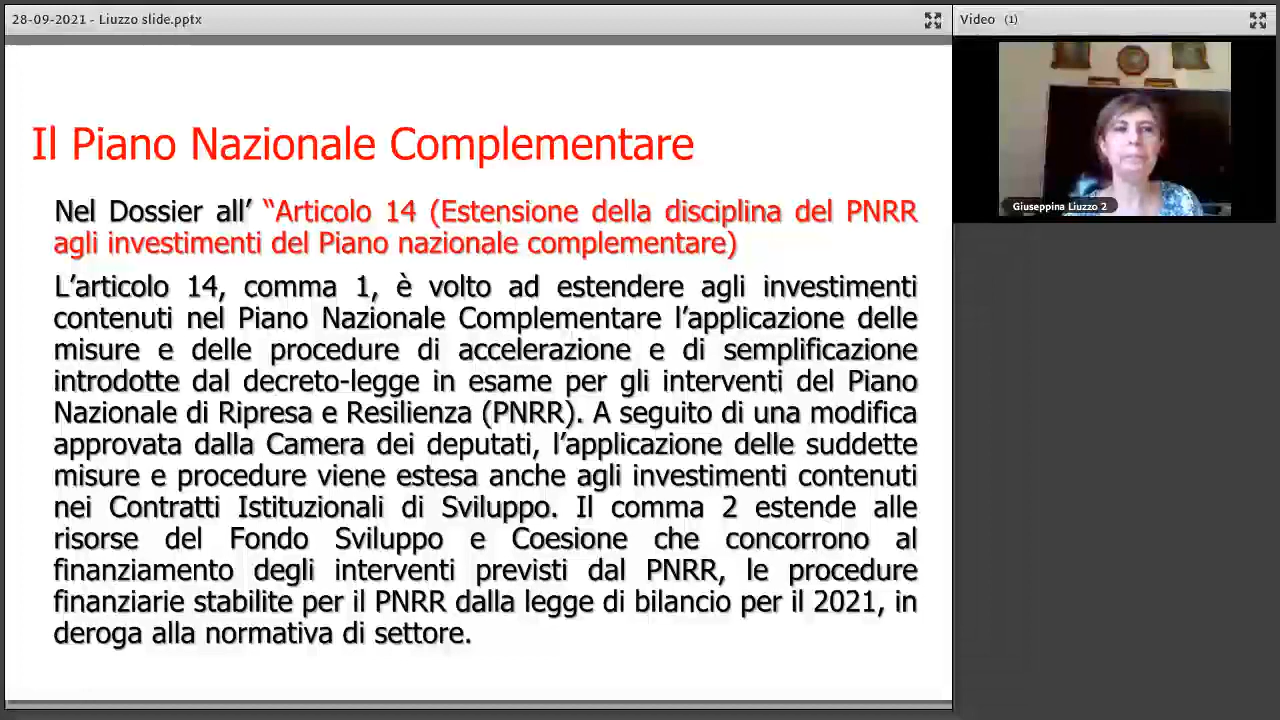 28-09-2021 - Liuzzo slide.pptx
Video (1)
Giuseppina Liuzzo 2
Il Piano Nazionale Complementare
Nel Dossier all’ “Articolo 14 (Estensione della disciplina del PNRR
agli investimenti del Piano nazionale complementare)
L’articolo 14, comma 1, è volto ad estendere agli investimenti
contenuti nel Piano Nazionale Complementare l’applicazione delle
misure e delle procedure di accelerazione e di semplificazione
introdotte dal decreto-legge in esame per gli interventi del Piano
Nazionale di Ripresa e Resilienza (PNRR). A seguito di una modifica
approvata dalla Camera dei deputati, l’applicazione delle suddette
misure e procedure viene estesa anche agli investimenti contenuti
nei Contratti Istituzionali di Sviluppo. Il comma 2 estende alle
risorse del Fondo Sviluppo e Coesione che concorrono al
finanziamento degli interventi previsti dal PNRR, le procedure
finanziarie stabilite per il PNRR dalla legge di bilancio per il 2021, in
deroga alla normativa di settore.